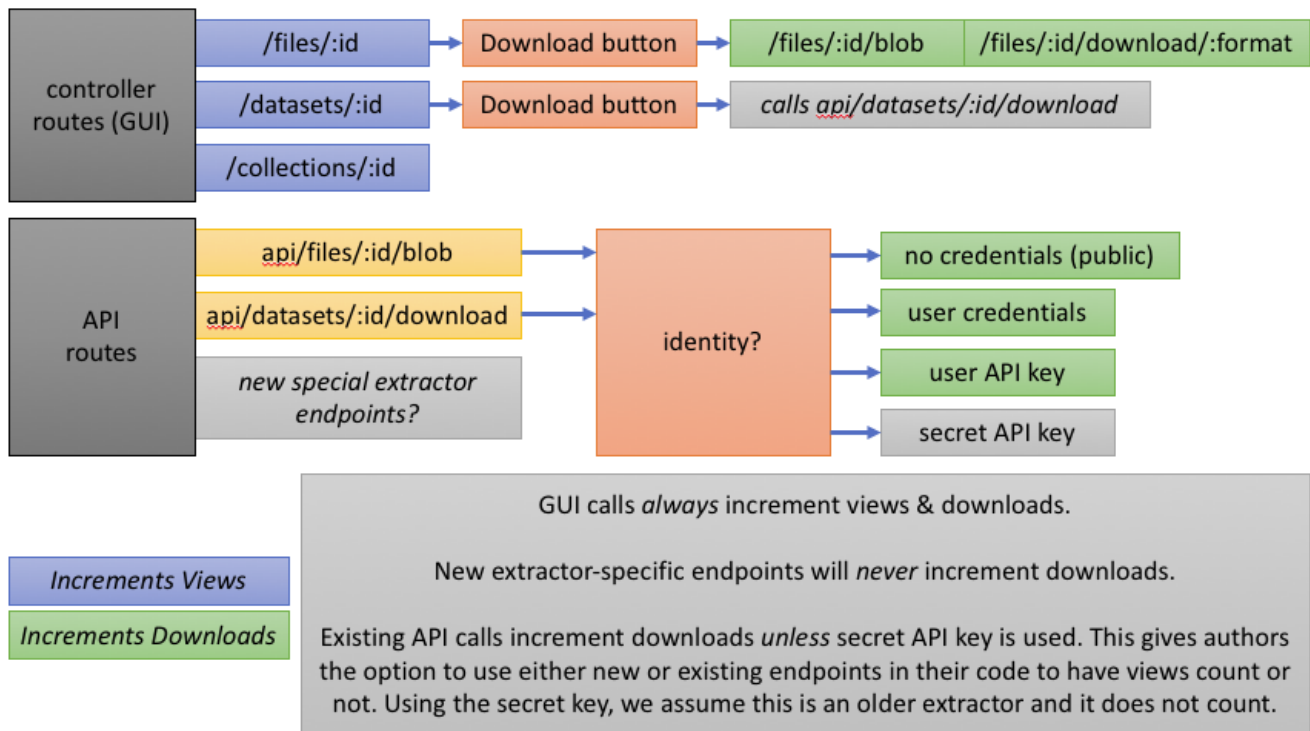 controller
routes (GUI)
/files/:id
Download button
/files/:id/blob
/files/:id/download/:format
/datasets/:id
Download button
calls api/datasets/:id/download
/collections/:id
API
routes
api/files/:id/blob
api/datasets/:id/download
new special extractor
endpoints?
identity?
no credentials (public)
user credentials
user API key
secret API key
Increments Views
Increments Downloads
GUI calls always increment views & downloads.
New extractor-specific endpoints will never increment downloads.
Existing API calls increment downloads unless secret API key is used. This gives authors
the option to use either new or existing endpoints in their code to have views count or
not. Using the secret key, we assume this is an older extractor and it does not count.